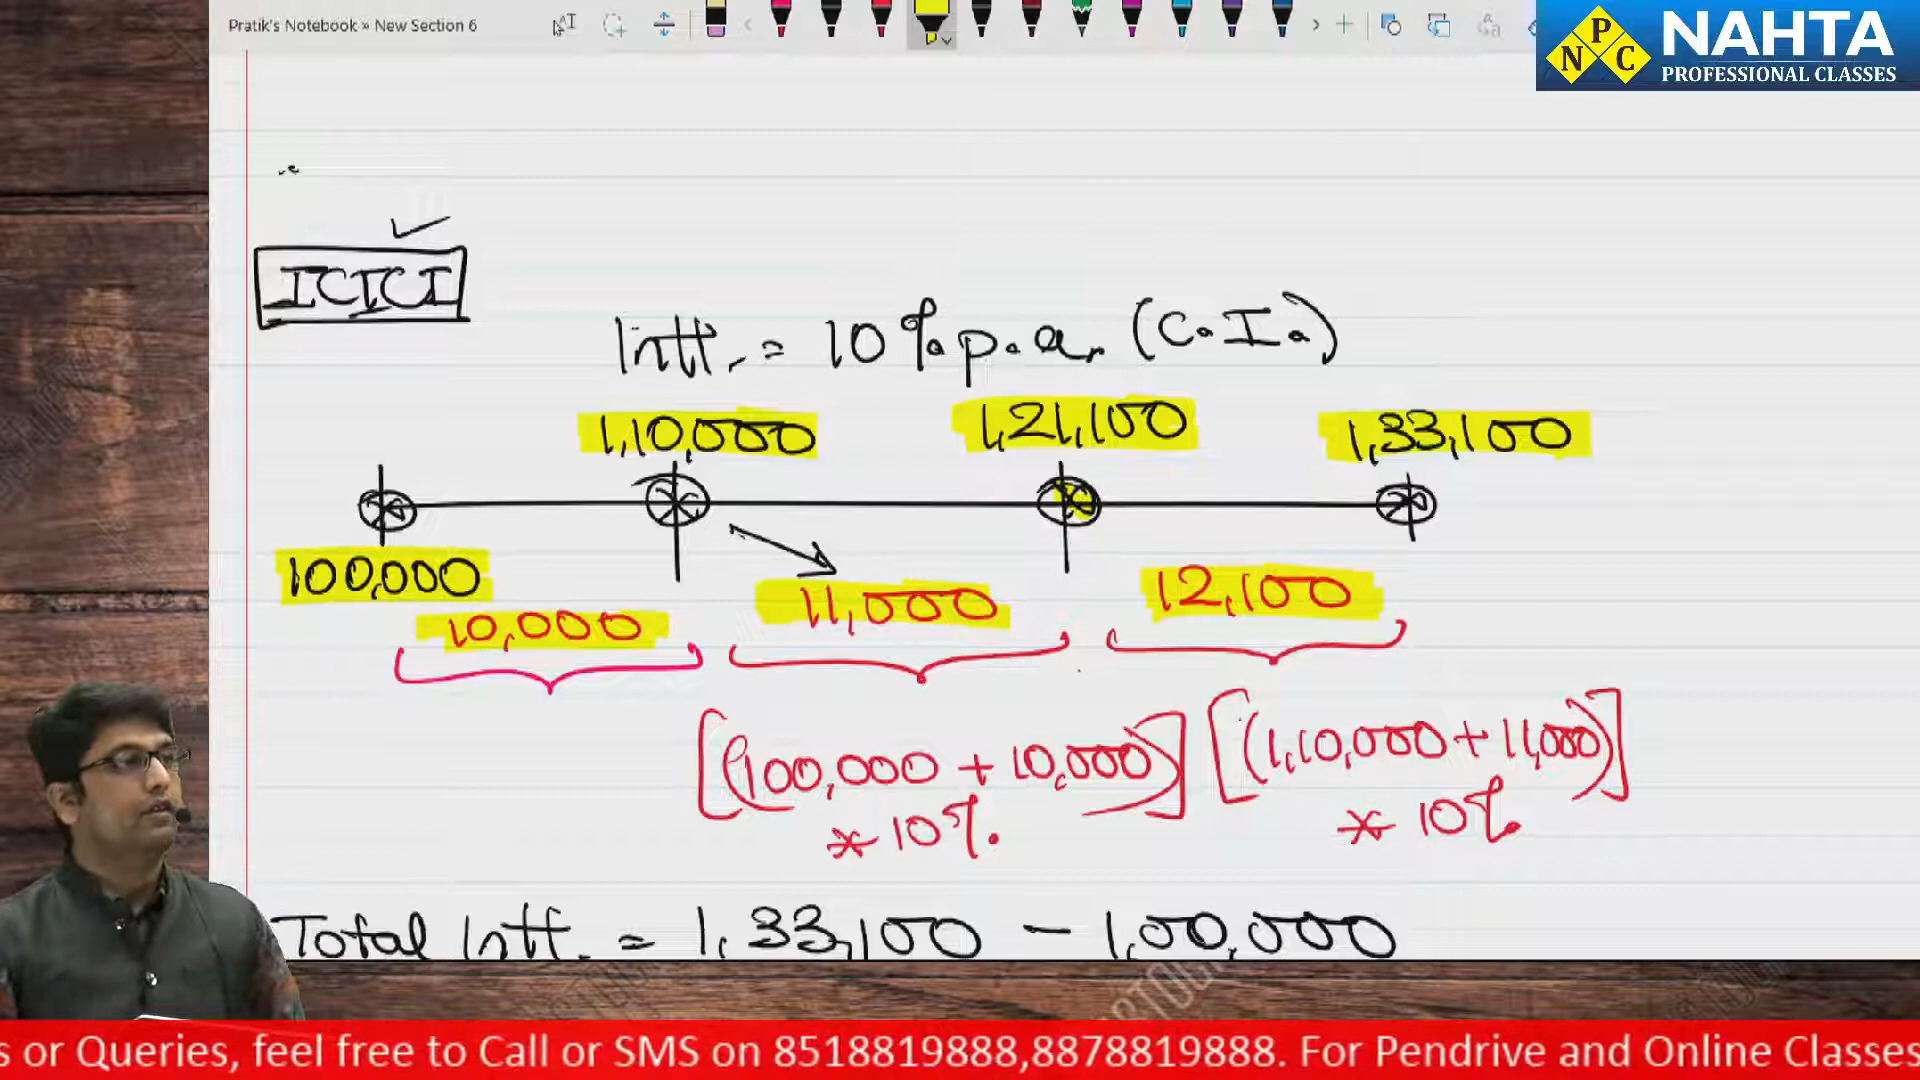 Pratik's Notebook » New Section 6
NPC
NAHTA
PROFESSIONAL CLASSES
ICICI
Intt. = 10% p.a. (C.I.)
1,10,000 1,21,100 1,33,100
100,000
10,000 11,000 12,100
[(100,000 + 10,000) * 10%]
[(1,10,000 + 11,000)] * 10%
Total Intt. = 1,33,100 - 1,00,000
s or Queries, feel free to Call or SMS on 8518819888,8878819888. For Pendrive and Online Classes